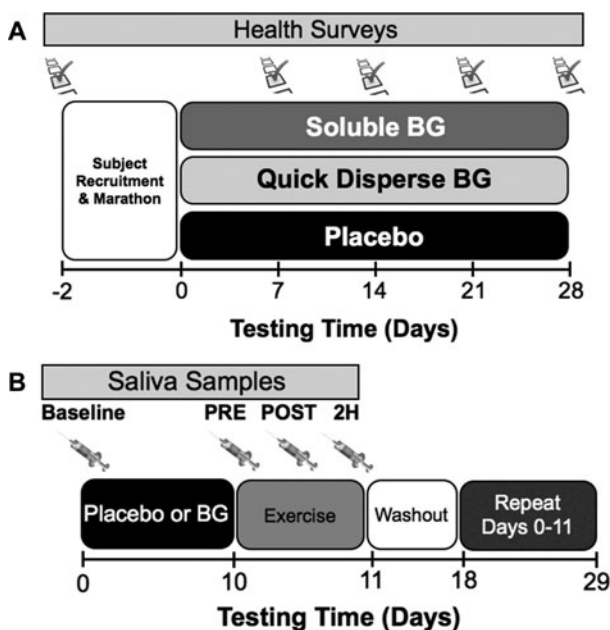 A
Health Surveys
Subject
Recruitment
& Marathon
Soluble BG
Quick Disperse BG
Placebo
-2 0 7 14 21 28
Testing Time (Days)
B
Saliva Samples
Baseline PRE POST 2H
Placebo or BG
Exercise
Washout
Repeat
Days 0-11
0 10 11 18 29
Testing Time (Days)